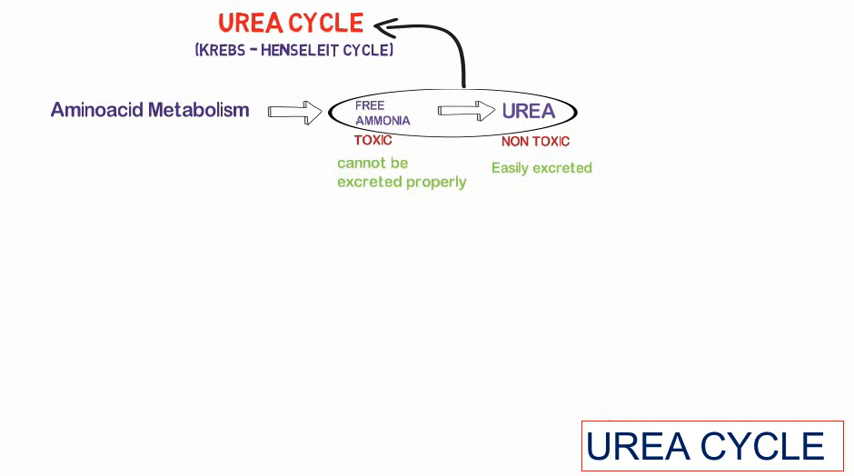 UREA CYCLE
(KREBS - HENSELEIT CYCLE)
Aminoacid Metabolism
FREE
AMMONIA
UREA
TOXIC
NON TOXIC
cannot be
excreted properly
Easily excreted
UREA CYCLE